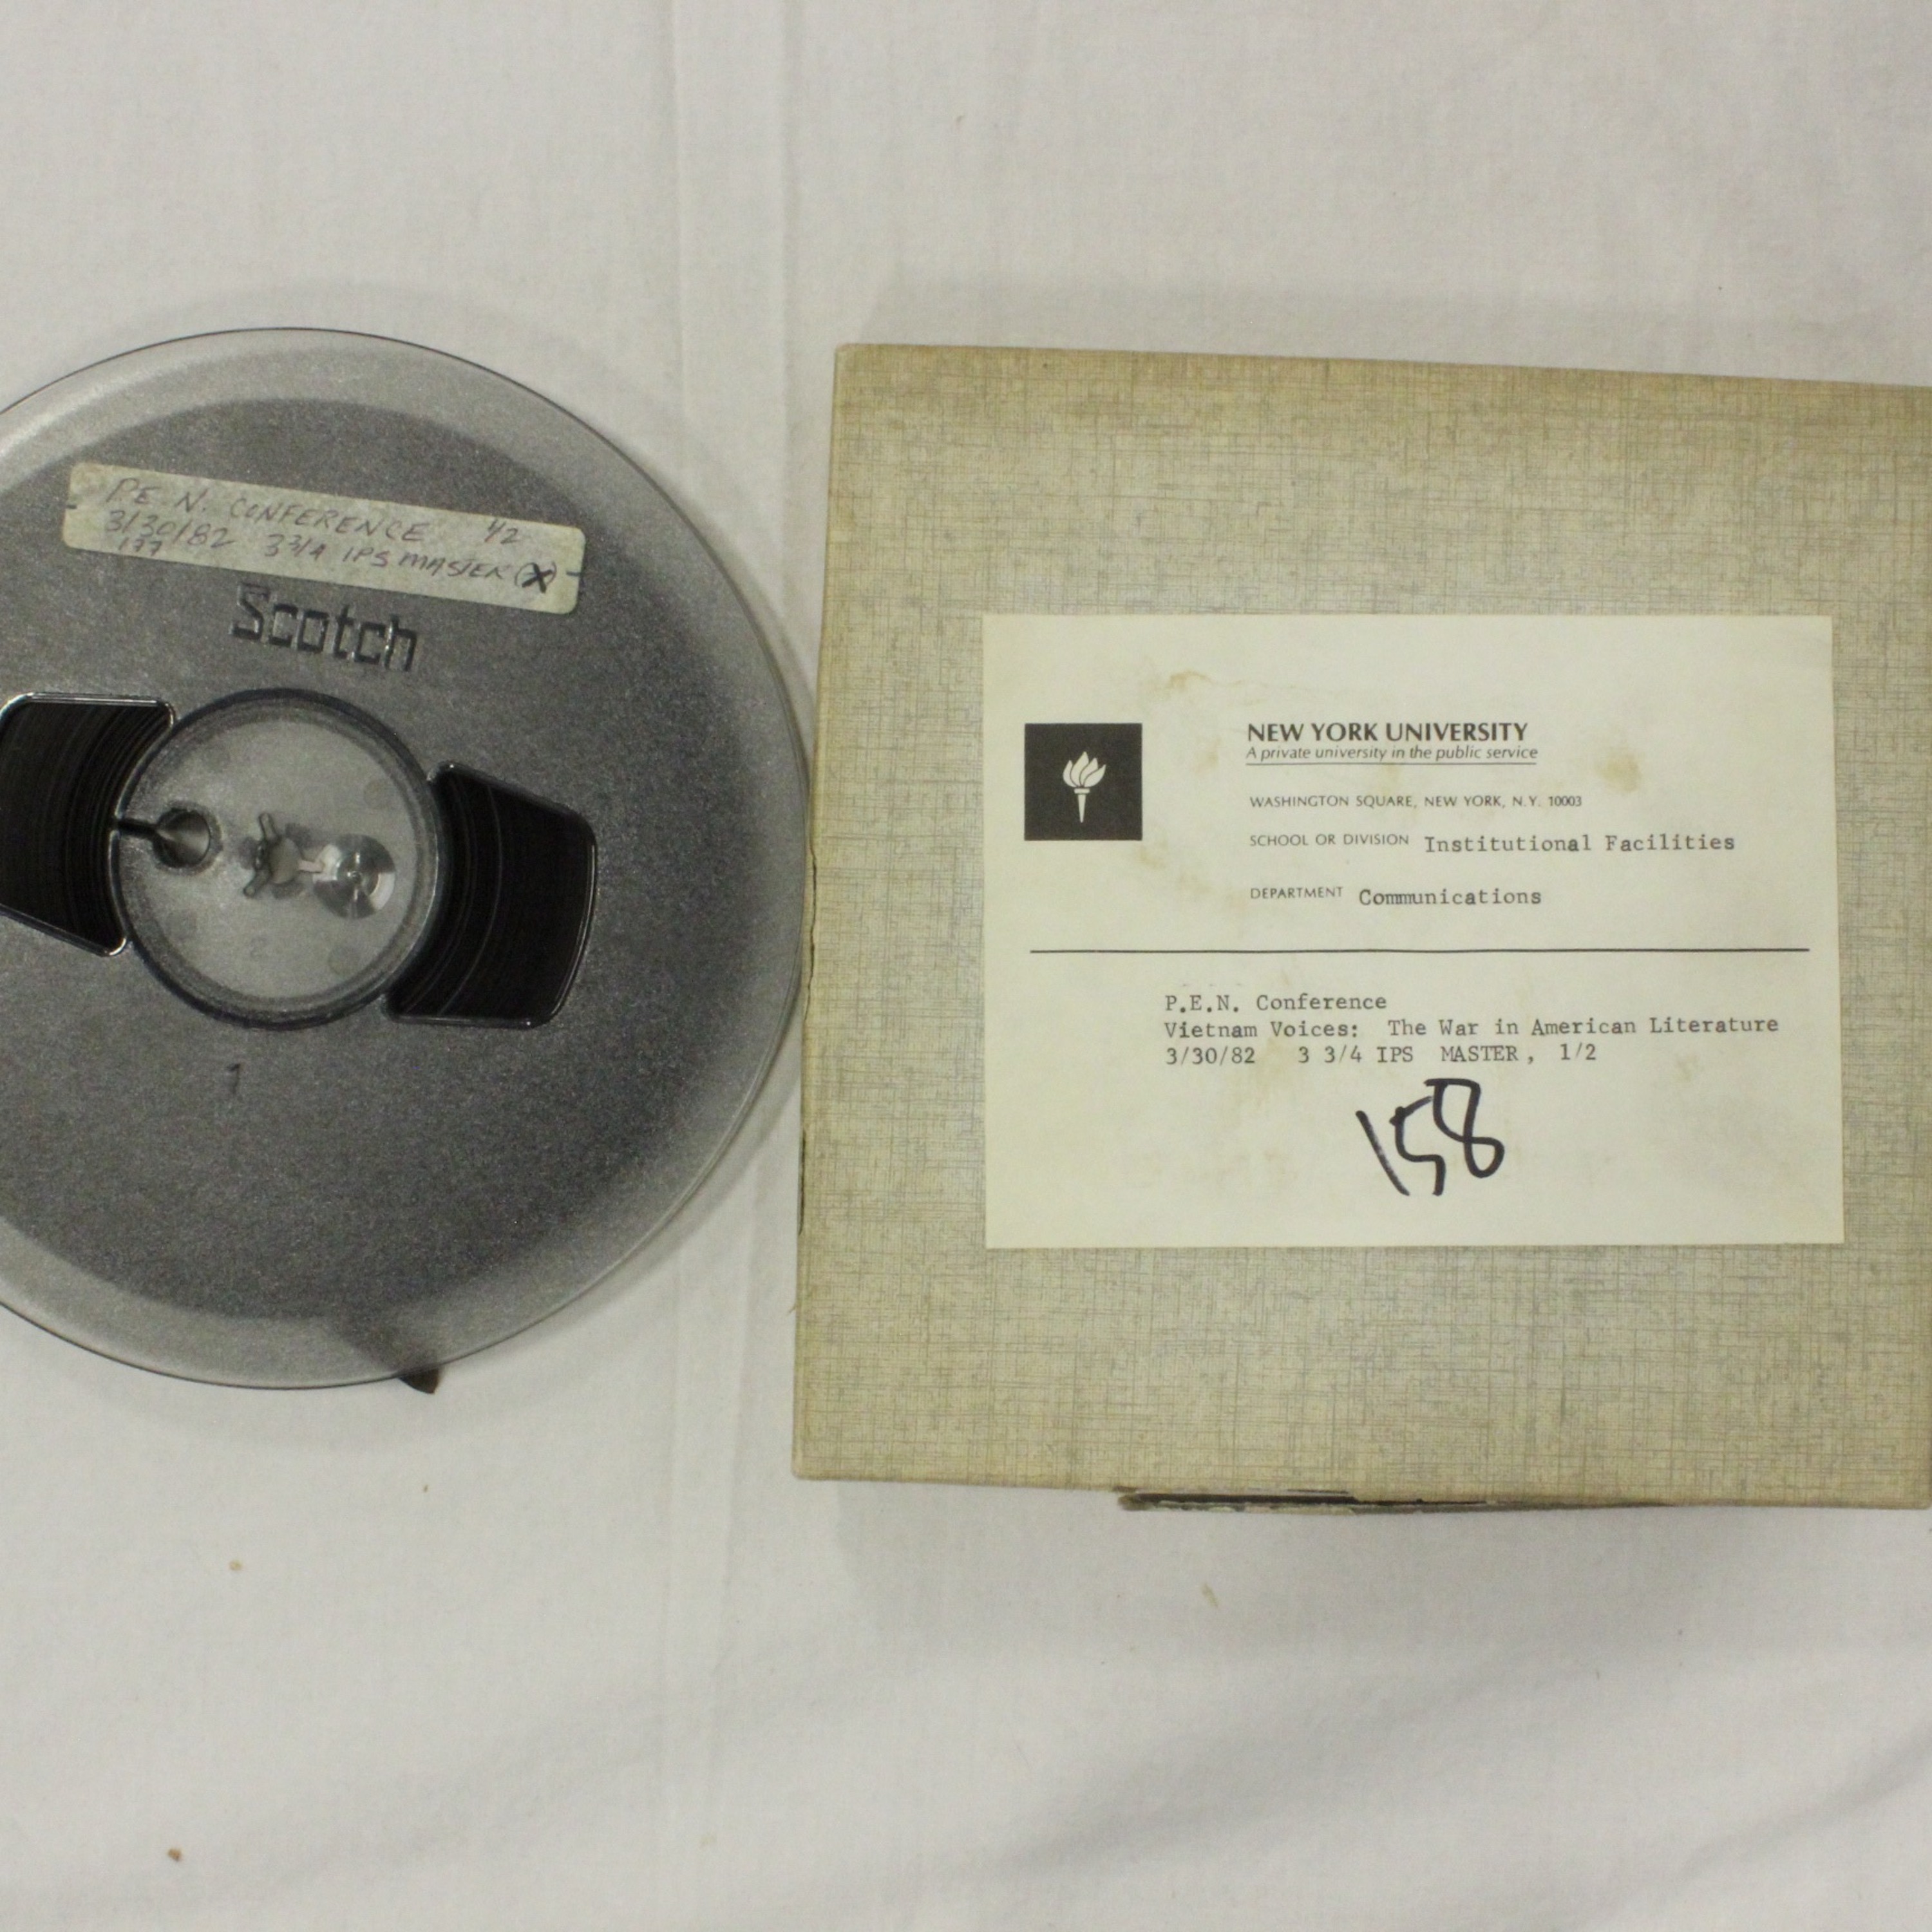 P.E.N. CONFERENCE 1/2
3/30/82 3 3/4 IPS MASTER (X)
177
Scotch
2
1
NEW YORK UNIVERSITY
A private university in the public service
WASHINGTON SQUARE, NEW YORK, N.Y. 10003
SCHOOL OR DIVISION Institutional Facilities
DEPARTMENT Communications
P.E.N. Conference
Vietnam Voices: The War in American Literature
3/30/82 3 3/4 IPS MASTER, 1/2
158